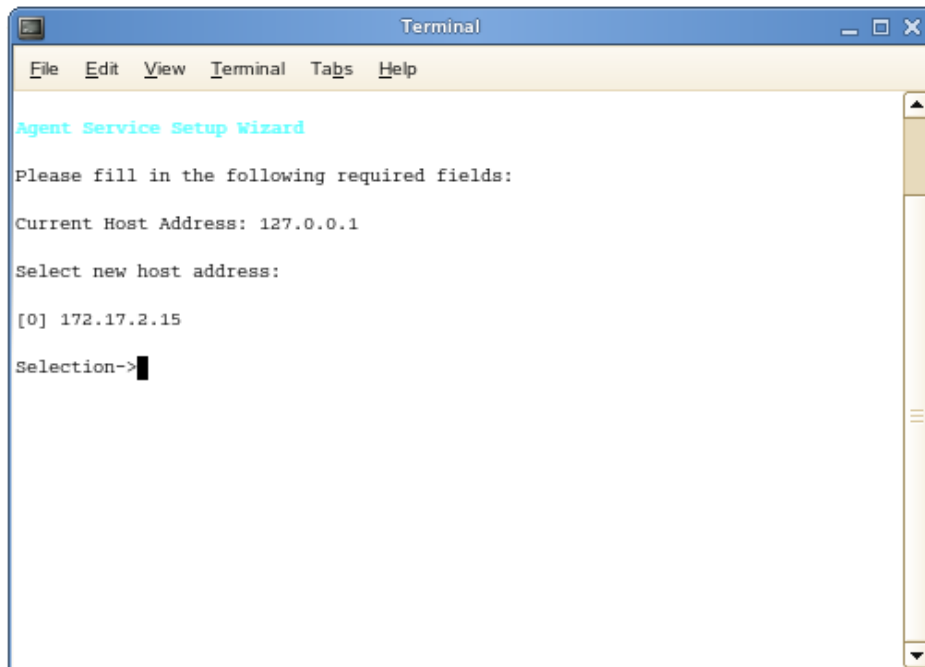 Terminal
File Edit View Terminal Tabs Help
Agent Service Setup Wizard
Please fill in the following required fields:
Current Host Address: 127.0.0.1
Select new host address:
[0] 172.17.2.15
Selection->